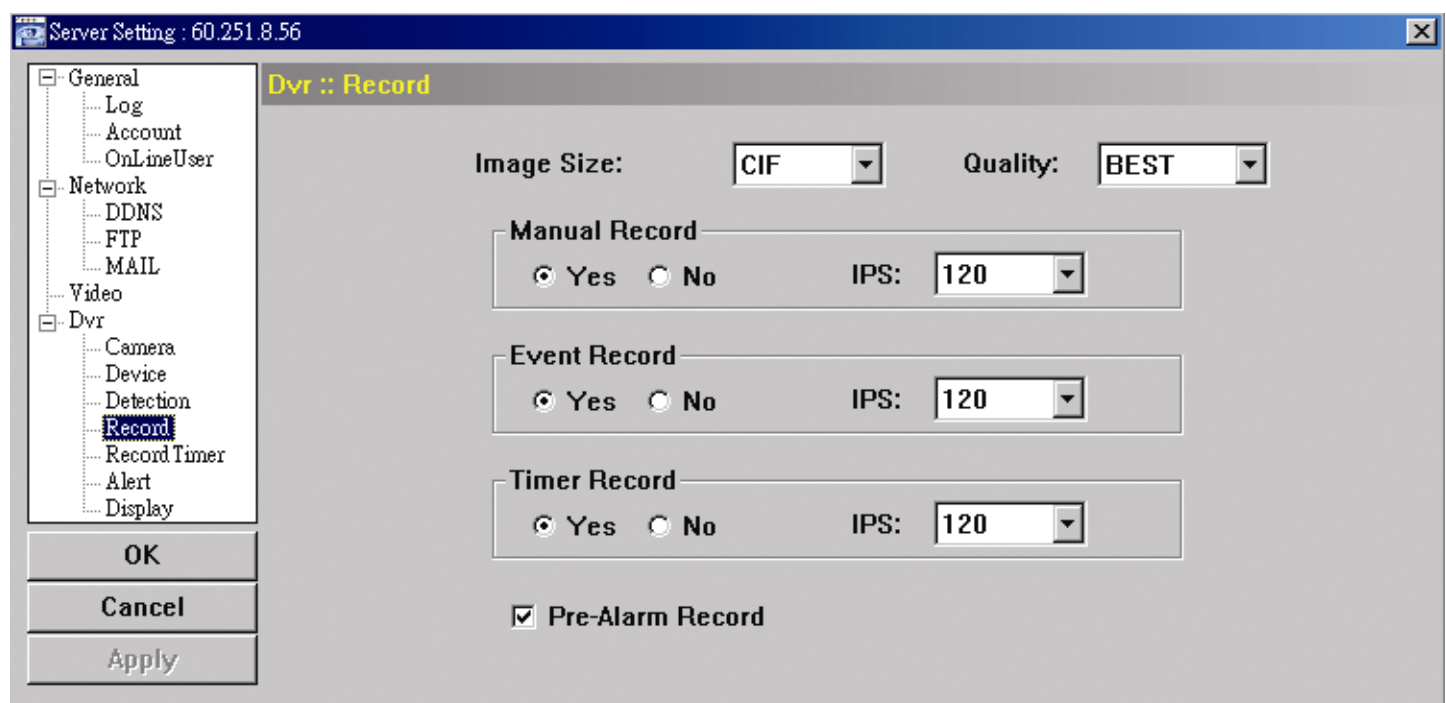 Server Setting : 60.251.8.56
General
Log
Account
OnLineUser
Network
DDNS
FTP
MAIL
Video
Dvr
Camera
Device
Detection
Record
Record Timer
Alert
Display
OK
Cancel
Apply
Dvr :: Record
Image Size: CIF Quality: BEST
Manual Record
Yes No IPS: 120
Event Record
Yes No IPS: 120
Timer Record
Yes No IPS: 120
Pre-Alarm Record